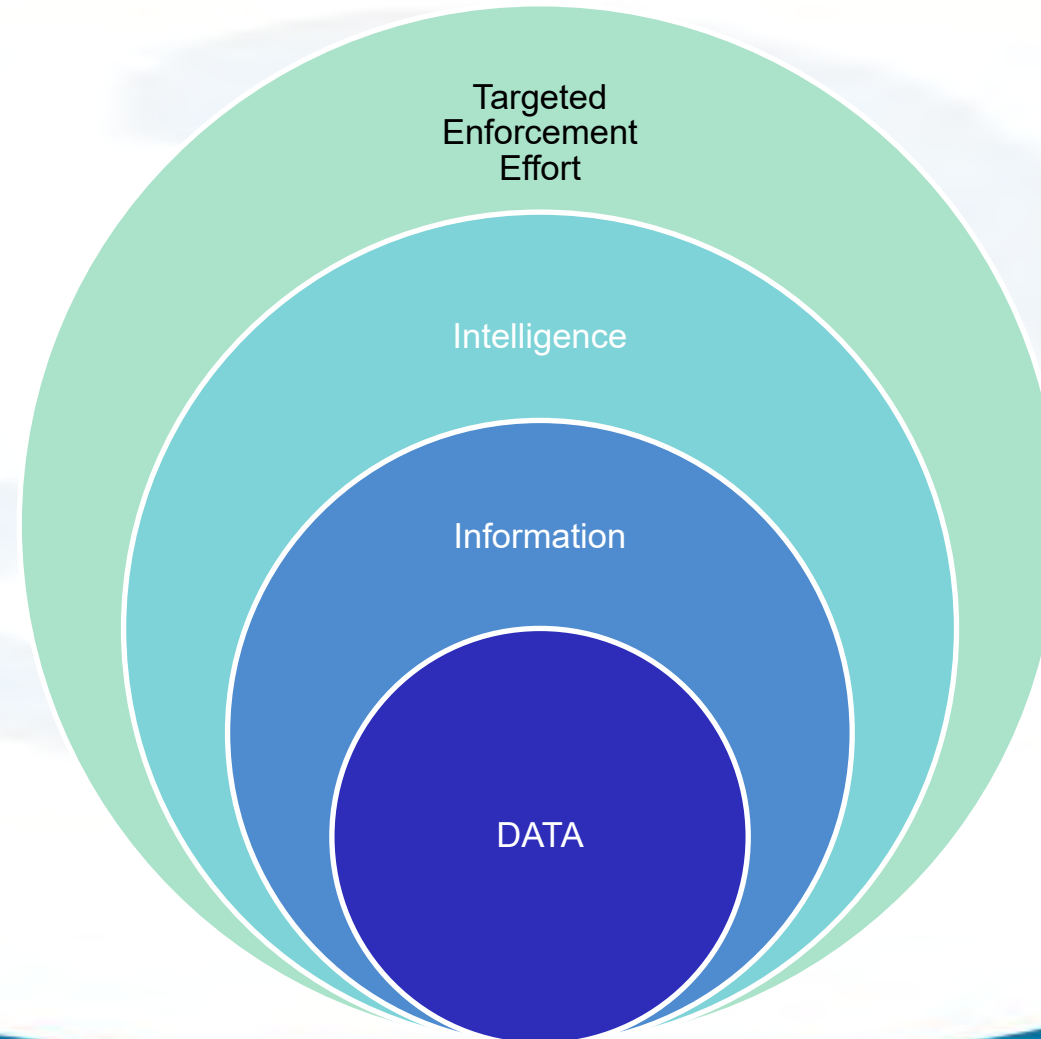 Targeted
Enforcement
Effort
Intelligence
Information
DATA